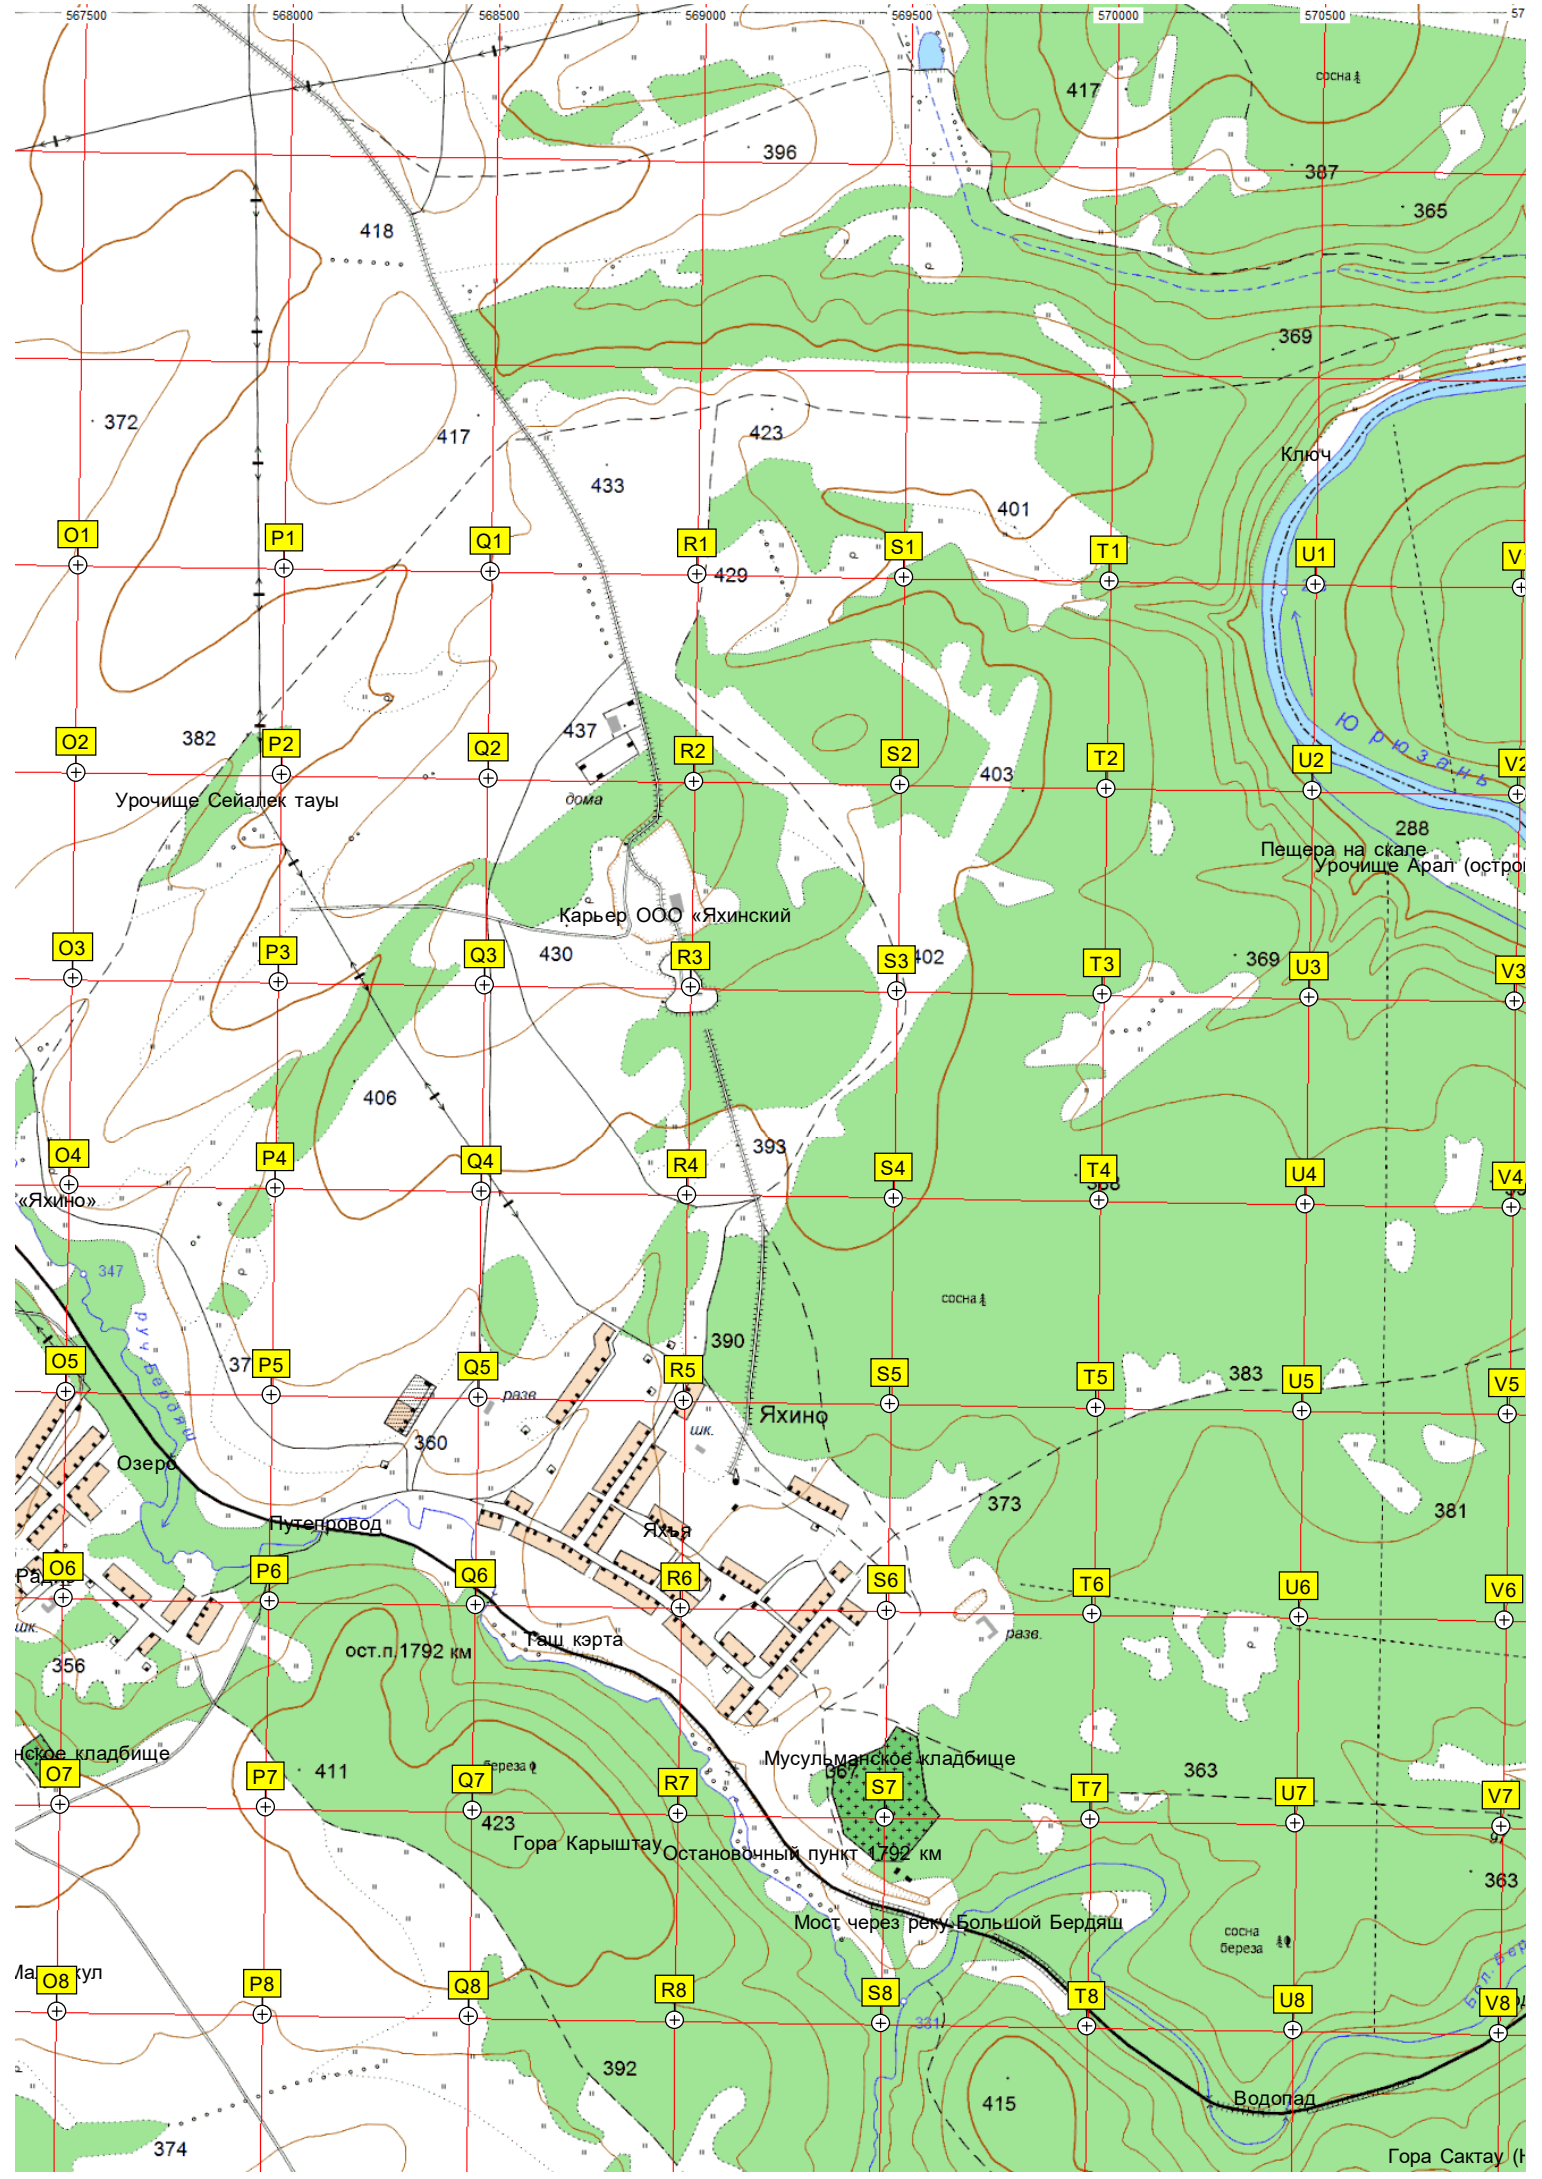 567500 568000 568500 569000 569500 570000 570500 57
сосна
417
396
387
365
418
369
372
417
423
Ключ
433
401
O1 P1 Q1 R1 S1 T1 U1
429
Юрюзань
437
382
O2 P2 Q2 R2 S2 T2 U2 V2
403
дома
Урочище Сейалек тауы
288
Пещера на скале
Урочище Арал (остро
Карьер ООО «Яхинский
430
O3 P3 Q3 R3 S3 T3 U3 V3
402
369
406
393
O4 P4 Q4 R4 S4 T4 U4 V4
«Яхино»
347
руч. Бердяш
сосна
390
37
383
O5 P5 Q5 R5 S5 T5 U5 V5
разв.
Яхино
шк.
360
Озеро
373
381
Путепровод
Яхья
O6 P6 Q6 R6 S6 T6 U6 V6
шк.
разв.
Таш кэрта
ост.п.1792 км
356
нское кладбище
Мусульманское кладбище
береза
411
367
363
O7 P7 Q7 R7 S7 T7 U7 V7
423
Гора Карыштау
Остановочный пункт 1792 км
363
Мост через реку Большой Бердяш
сосна
береза
Бол. Бер
O8 P8 Q8 R8 S8 T8 U8 V8
331
392
415
Водопад
374
Гора Сактау (Н